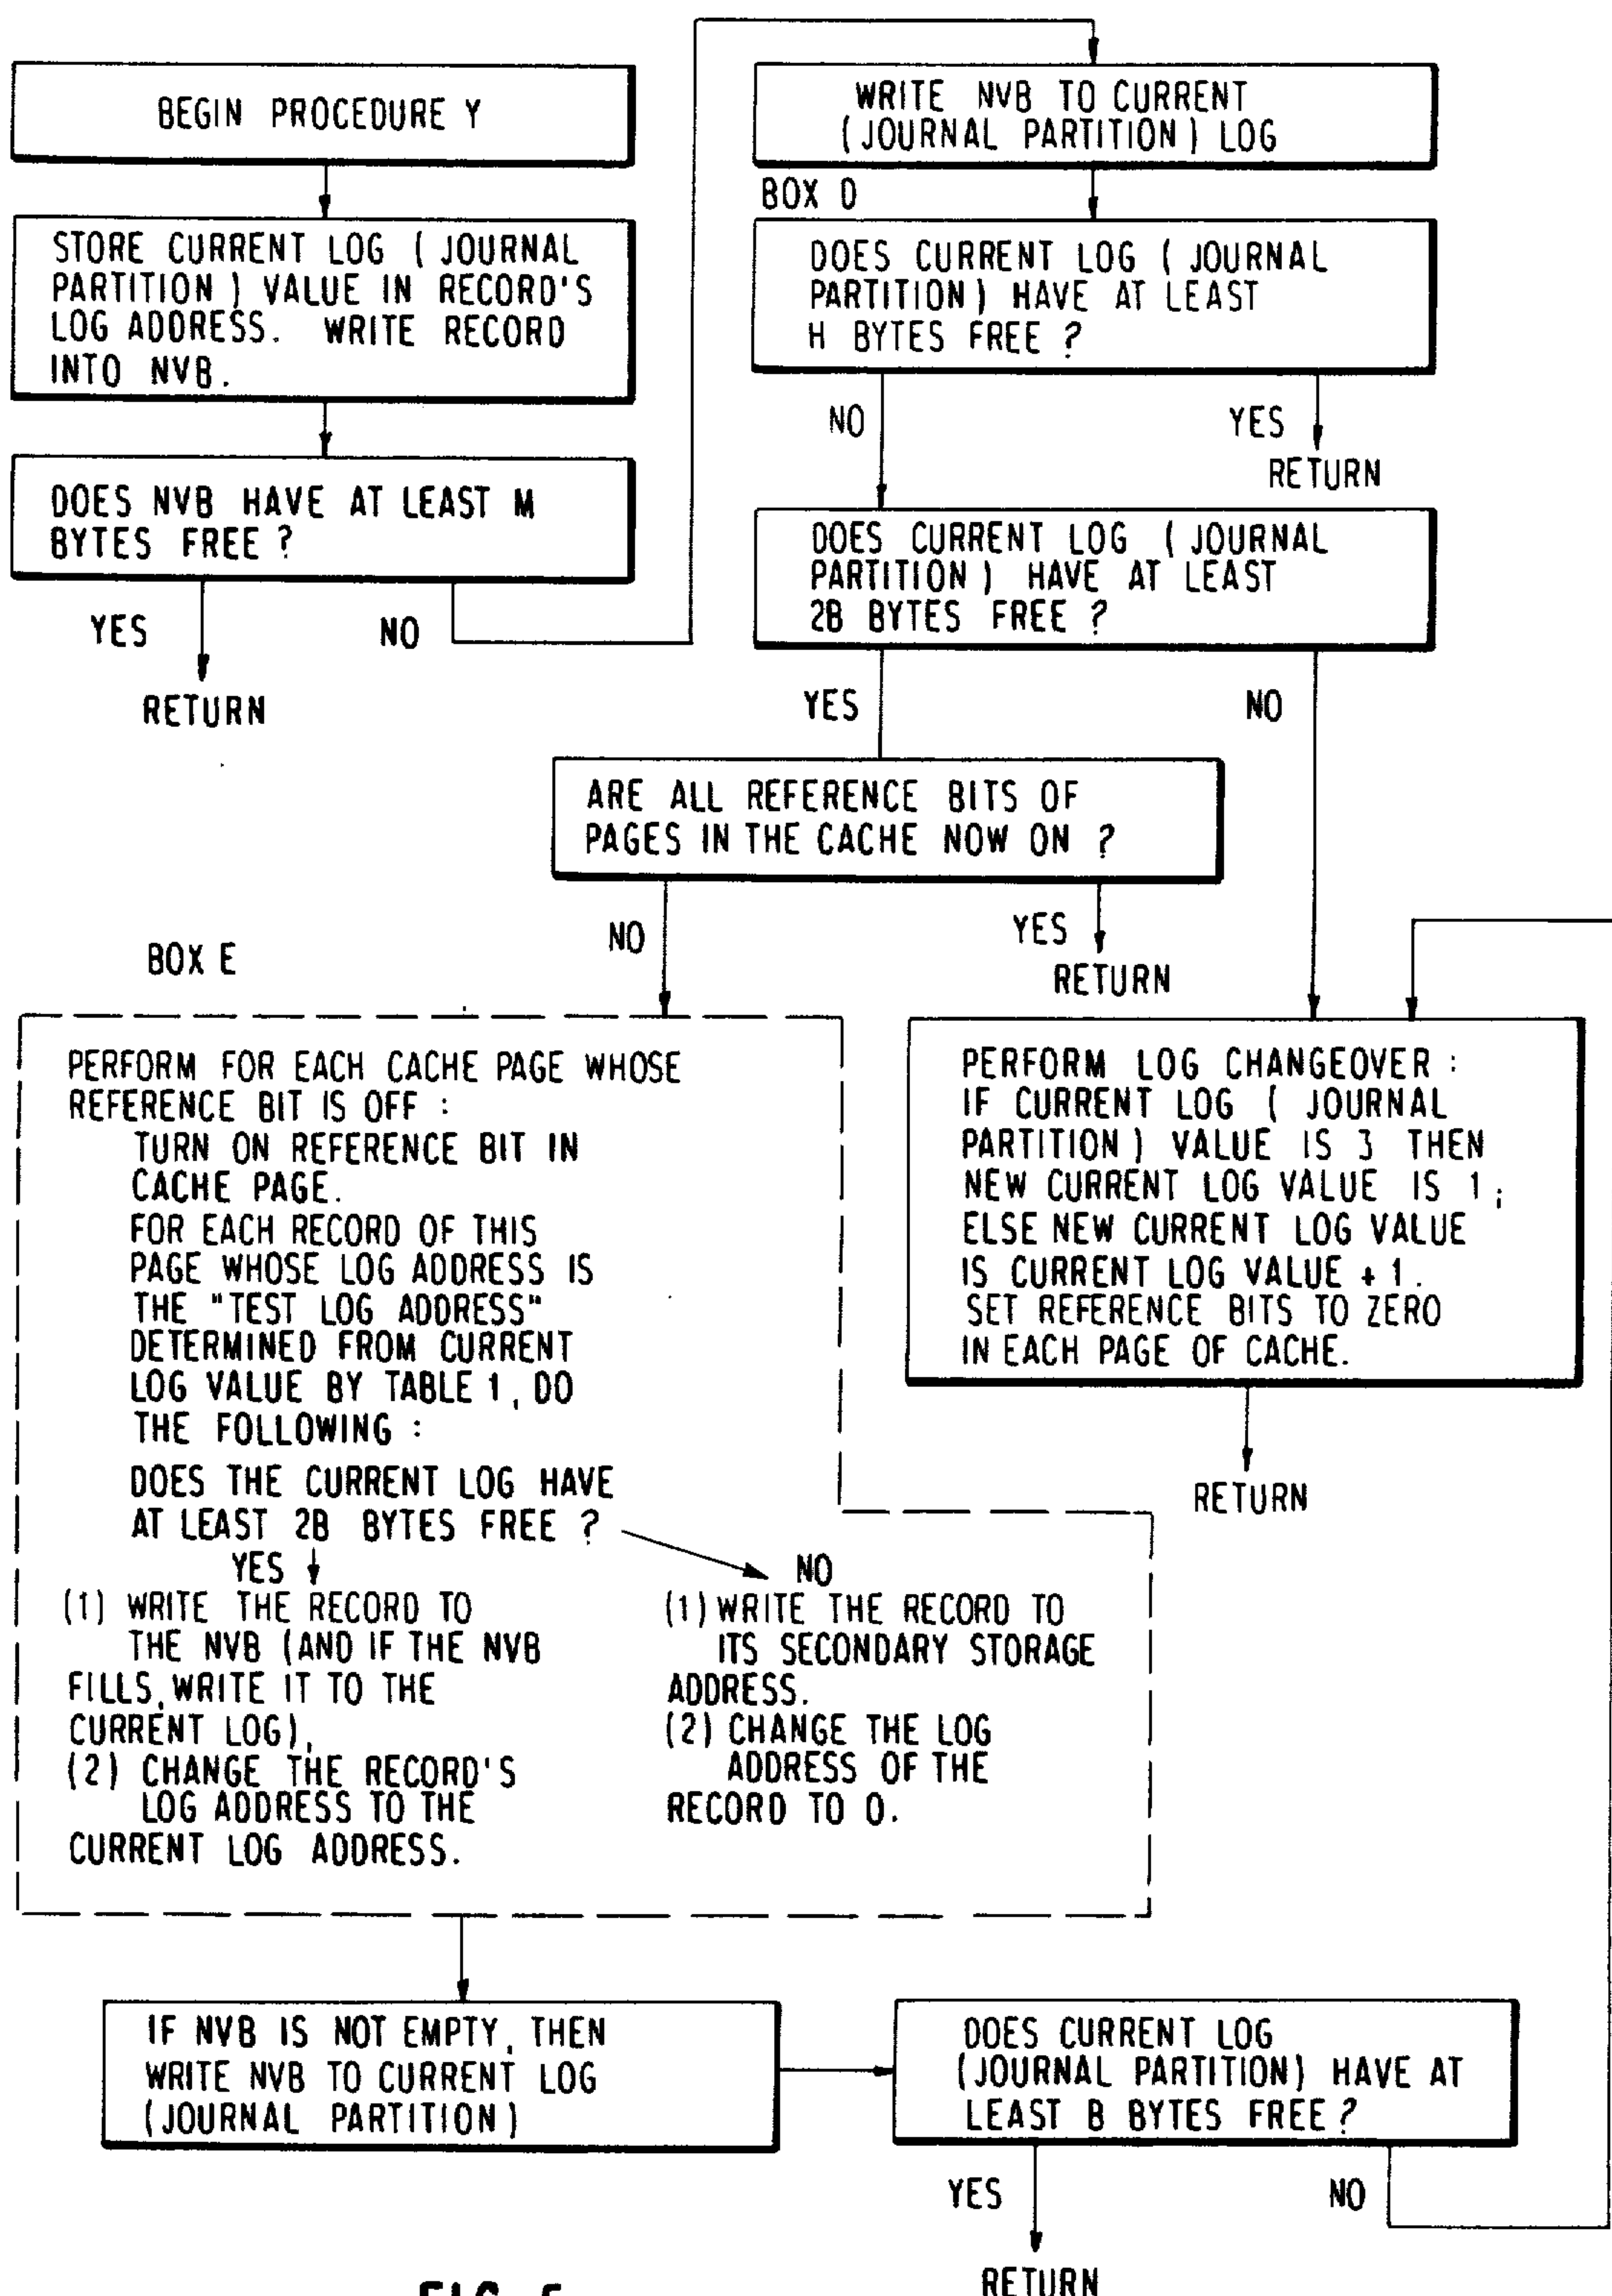 BEGIN PROCEDURE Y
STORE CURRENT LOG ( JOURNAL
PARTITION ) VALUE IN RECORD'S
LOG ADDRESS. WRITE RECORD
INTO NVB.
DOES NVB HAVE AT LEAST M
BYTES FREE ?
YES
NO
RETURN
WRITE NVB TO CURRENT
( JOURNAL PARTITION ) LOG
BOX D
DOES CURRENT LOG ( JOURNAL
PARTITION ) HAVE AT LEAST
H BYTES FREE ?
NO
YES
RETURN
DOES CURRENT LOG ( JOURNAL
PARTITION ) HAVE AT LEAST
2B BYTES FREE ?
YES
NO
ARE ALL REFERENCE BITS OF
PAGES IN THE CACHE NOW ON ?
NO
YES
RETURN
BOX E
PERFORM FOR EACH CACHE PAGE WHOSE
REFERENCE BIT IS OFF :
TURN ON REFERENCE BIT IN
CACHE PAGE.
FOR EACH RECORD OF THIS
PAGE WHOSE LOG ADDRESS IS
THE "TEST LOG ADDRESS"
DETERMINED FROM CURRENT
LOG VALUE BY TABLE 1, DO
THE FOLLOWING :
DOES THE CURRENT LOG HAVE
AT LEAST 2B BYTES FREE ?
YES
(1) WRITE THE RECORD TO
THE NVB (AND IF THE NVB
FILLS, WRITE IT TO THE
CURRENT LOG),
(2) CHANGE THE RECORD'S
LOG ADDRESS TO THE
CURRENT LOG ADDRESS.
NO
(1) WRITE THE RECORD TO
ITS SECONDARY STORAGE
ADDRESS.
(2) CHANGE THE LOG
ADDRESS OF THE
RECORD TO 0.
PERFORM LOG CHANGEOVER :
IF CURRENT LOG ( JOURNAL
PARTITION ) VALUE IS 3 THEN
NEW CURRENT LOG VALUE IS 1 ;
ELSE NEW CURRENT LOG VALUE
IS CURRENT LOG VALUE + 1.
SET REFERENCE BITS TO ZERO
IN EACH PAGE OF CACHE.
RETURN
IF NVB IS NOT EMPTY, THEN
WRITE NVB TO CURRENT LOG
(JOURNAL PARTITION)
DOES CURRENT LOG
(JOURNAL PARTITION) HAVE AT
LEAST B BYTES FREE ?
YES
NO
RETURN